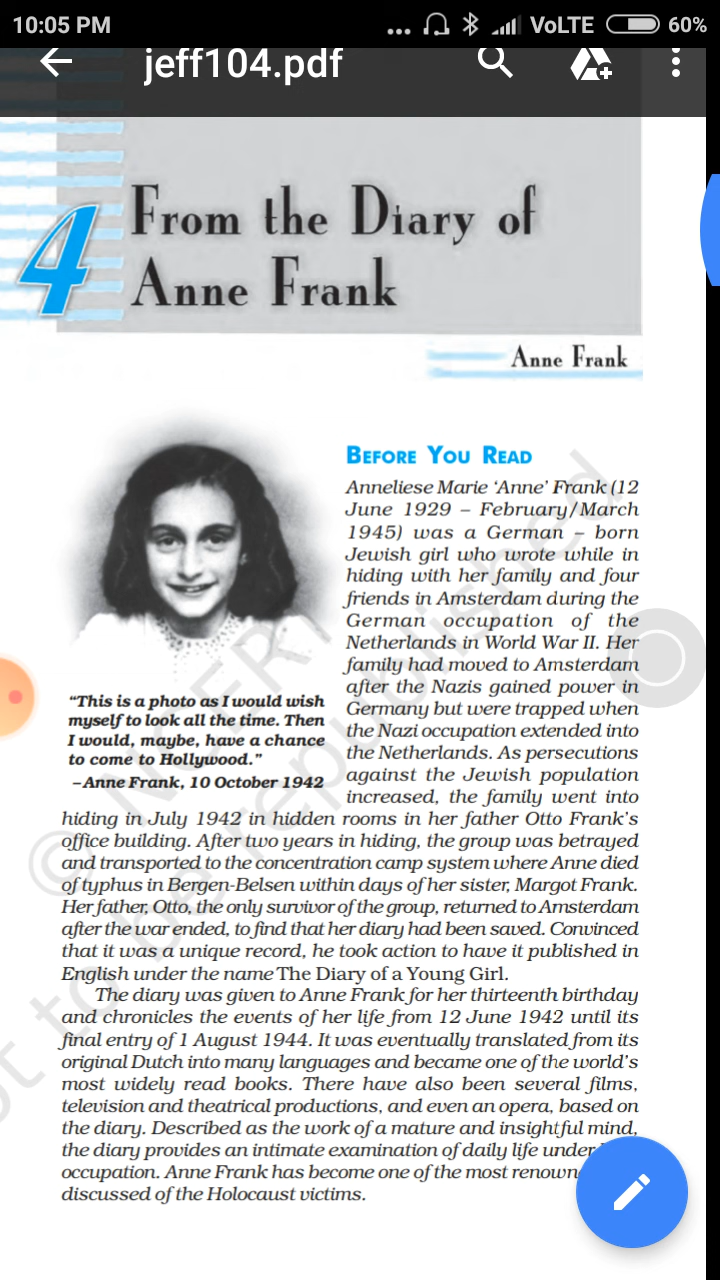 10:05 PM
... VoLTE 60%
jeff104.pdf
4
From the Diary of
Anne Frank
Anne Frank
BEFORE YOU READ
Anneliese Marie ‘Anne’ Frank (12
June 1929 – February/March
1945) was a German – born
Jewish girl who wrote while in
hiding with her family and four
friends in Amsterdam during the
German occupation of the
Netherlands in World War II. Her
family had moved to Amsterdam
after the Nazis gained power in
Germany but were trapped when
the Nazi occupation extended into
the Netherlands. As persecutions
against the Jewish population
increased, the family went into
“This is a photo as I would wish
myself to look all the time. Then
I would, maybe, have a chance
to come to Hollywood.”
– Anne Frank, 10 October 1942
hiding in July 1942 in hidden rooms in her father Otto Frank’s
office building. After two years in hiding, the group was betrayed
and transported to the concentration camp system where Anne died
of typhus in Bergen-Belsen within days of her sister, Margot Frank.
Her father, Otto, the only survivor of the group, returned to Amsterdam
after the war ended, to find that her diary had been saved. Convinced
that it was a unique record, he took action to have it published in
English under the name The Diary of a Young Girl.
The diary was given to Anne Frank for her thirteenth birthday
and chronicles the events of her life from 12 June 1942 until its
final entry of 1 August 1944. It was eventually translated from its
original Dutch into many languages and became one of the world’s
most widely read books. There have also been several films,
television and theatrical productions, and even an opera, based on
the diary. Described as the work of a mature and insightful mind,
the diary provides an intimate examination of daily life under
occupation. Anne Frank has become one of the most
discussed of the Holocaust victims.
© NCERT
not to be republished